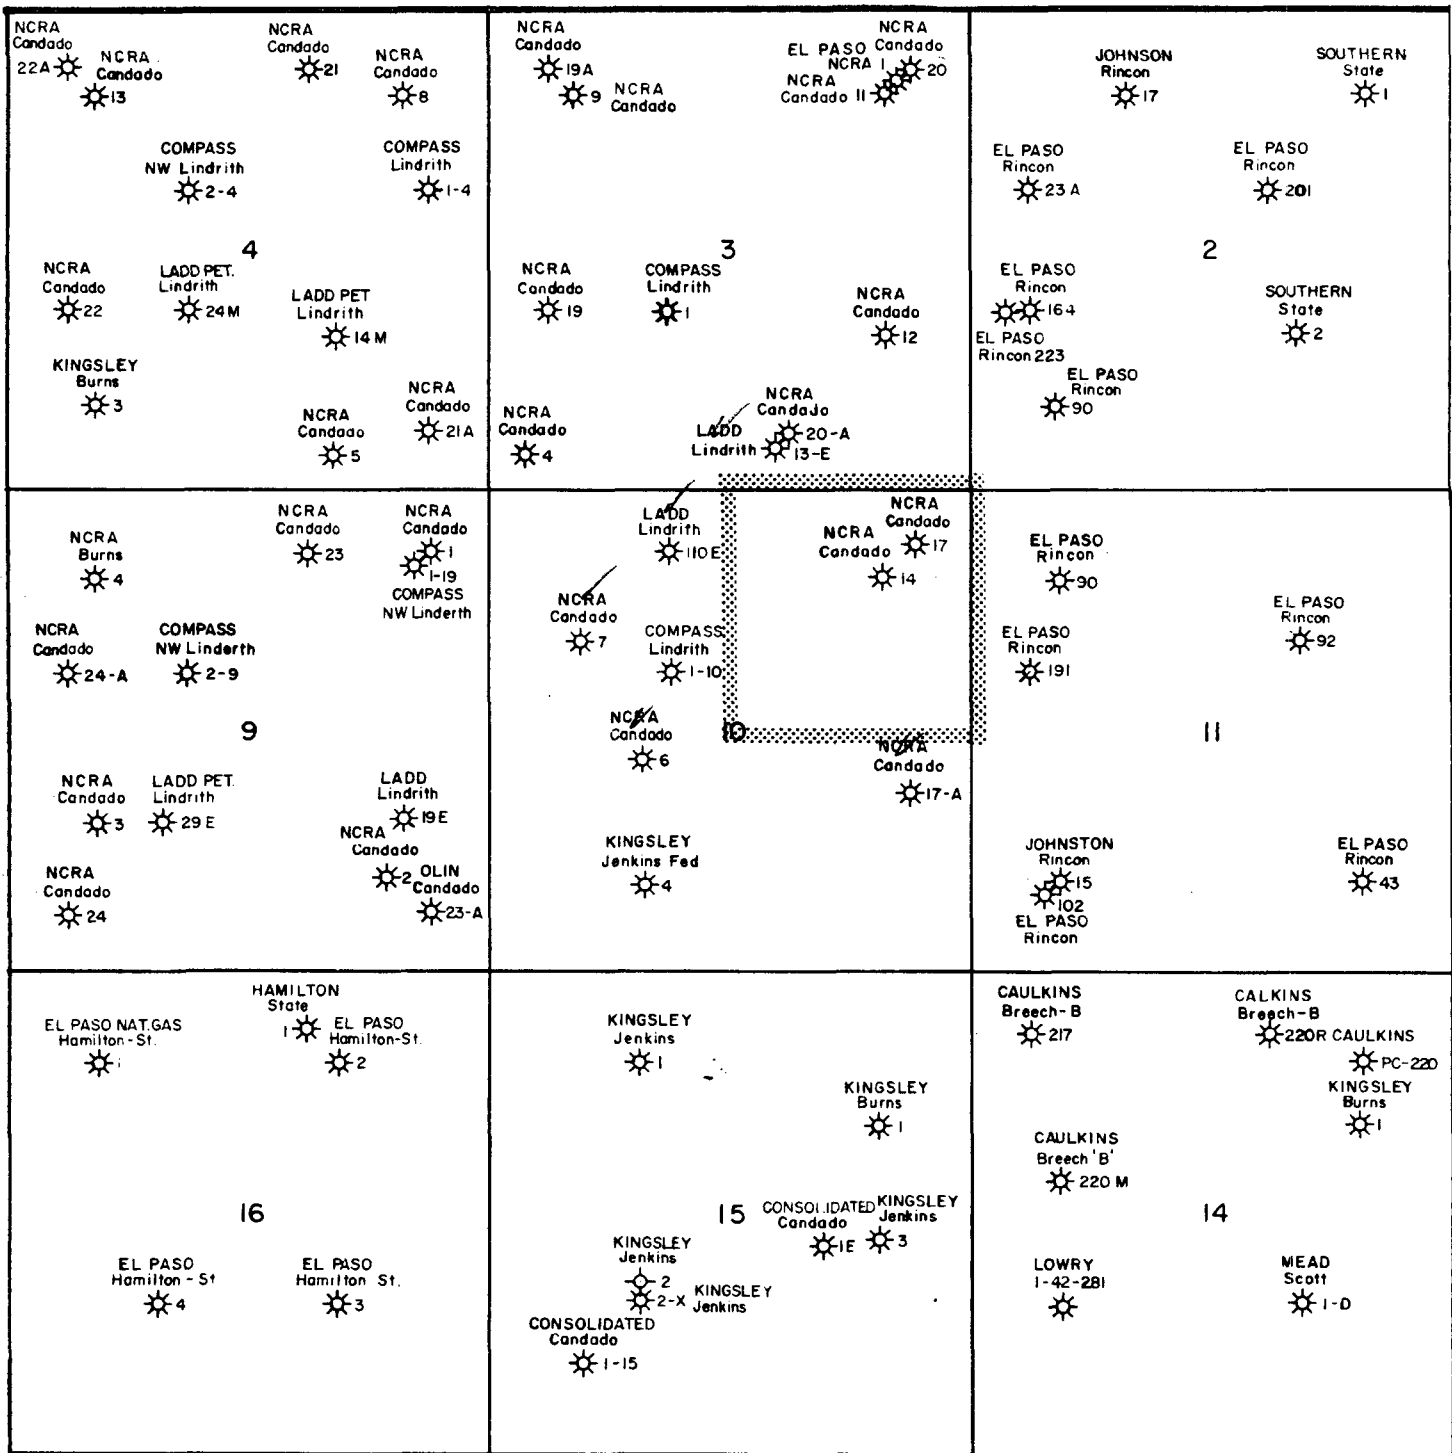 NCRA
Candado
22A
NCRA
Candado
13
NCRA
Candado
21
NCRA
Candado
8
COMPASS
NW Lindrith
2-4
COMPASS
Lindrith
1-4
4
NCRA
Candado
22
LADD PET.
Lindrith
24M
LADD PET
Lindrith
14 M
KINGSLEY
Burns
3
NCRA
Candado
5
NCRA
Candado
21A
NCRA
Candado
19A
9 NCRA
Candado
EL PASO
NCRA 1
NCRA
Candado
20
NCRA
Candado 11
3
NCRA
Candado
19
COMPASS
Lindrith
1
NCRA
Candado
12
NCRA
Candado
4
NCRA
Candado
20-A
LADD
Lindrith
13-E
JOHNSON
Rincon
17
SOUTHERN
State
1
EL PASO
Rincon
23 A
EL PASO
Rincon
201
2
EL PASO
Rincon
164
EL PASO
Rincon 223
SOUTHERN
State
2
EL PASO
Rincon
90
NCRA
Burns
4
NCRA
Candado
23
NCRA
Candado
1
1-19
COMPASS
NW Linderth
NCRA
Candado
24-A
COMPASS
NW Linderth
2-9
9
NCRA
Candado
3
LADD PET.
Lindrith
29 E
LADD
Lindrith
19E
NCRA
Candado
2
OLIN
Candado
23-A
NCRA
Candado
24
LADD
Lindrith
110 E
NCRA
Candado
17
NCRA
Candado
14
NCRA
Candado
7
COMPASS
Lindrith
1-10
NCRA
Candado
6
10
NCRA
Candado
17-A
KINGSLEY
Jenkins Fed
4
EL PASO
Rincon
90
EL PASO
Rincon
92
EL PASO
Rincon
191
11
JOHNSTON
Rincon
15
102
EL PASO
Rincon
EL PASO
Rincon
43
EL PASO NAT. GAS
Hamilton-St.
1
HAMILTON
State
1
EL PASO
Hamilton-St.
2
16
EL PASO
Hamilton-St
4
EL PASO
Hamilton St.
3
KINGSLEY
Jenkins
1
KINGSLEY
Burns
1
15
CONSOLIDATED
Candado
1E
KINGSLEY
Jenkins
3
KINGSLEY
Jenkins
2
2-X KINGSLEY
Jenkins
CONSOLIDATED
Candado
1-15
CAULKINS
Breech-B
217
CALKINS
Breech-B
220R
CAULKINS
PC-220
KINGSLEY
Burns
1
CAULKINS
Breech 'B'
220 M
14
LOWRY
1-42-281
MEAD
Scott
1-D